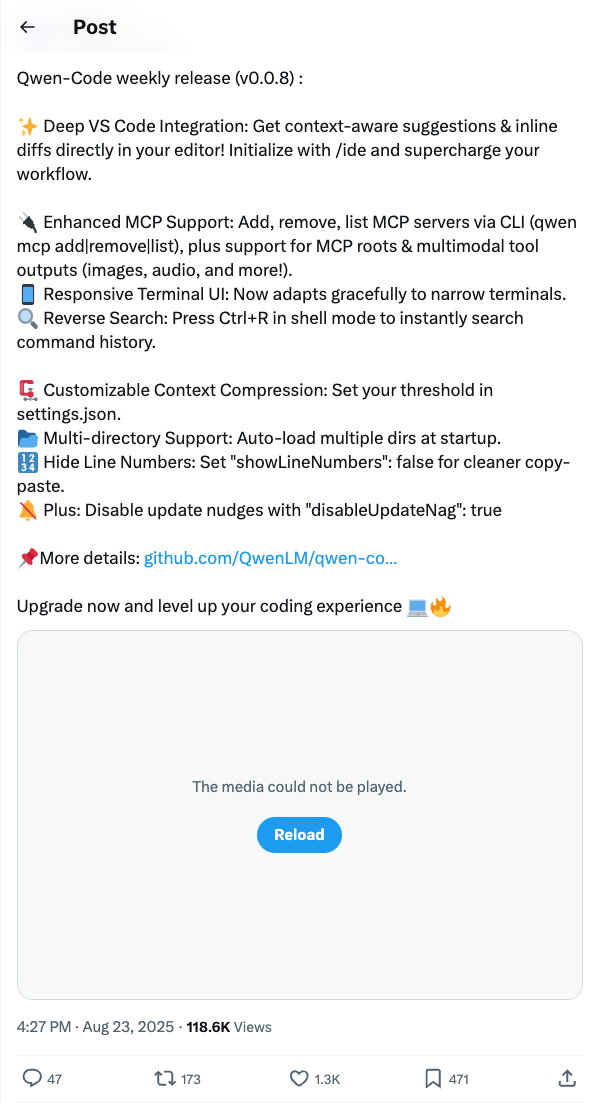 Post
Qwen-Code weekly release (v0.0.8) :
✨ Deep VS Code Integration: Get context-aware suggestions & inline
diffs directly in your editor! Initialize with /ide and supercharge your
workflow.
🔌 Enhanced MCP Support: Add, remove, list MCP servers via CLI (qwen
mcp add|remove|list), plus support for MCP roots & multimodal tool
outputs (images, audio, and more!).
📱 Responsive Terminal UI: Now adapts gracefully to narrow terminals.
🔍 Reverse Search: Press Ctrl+R in shell mode to instantly search
command history.
🗜️ Customizable Context Compression: Set your threshold in
settings.json.
📂 Multi-directory Support: Auto-load multiple dirs at startup.
🔢 Hide Line Numbers: Set "showLineNumbers": false for cleaner copy-
paste.
🔕 Plus: Disable update nudges with "disableUpdateNag": true
📌More details: github.com/QwenLM/qwen-co…
Upgrade now and level up your coding experience 💻🔥
The media could not be played.
Reload
4:27 PM · Aug 23, 2025 · 118.6K Views
47 173 1.3K 471